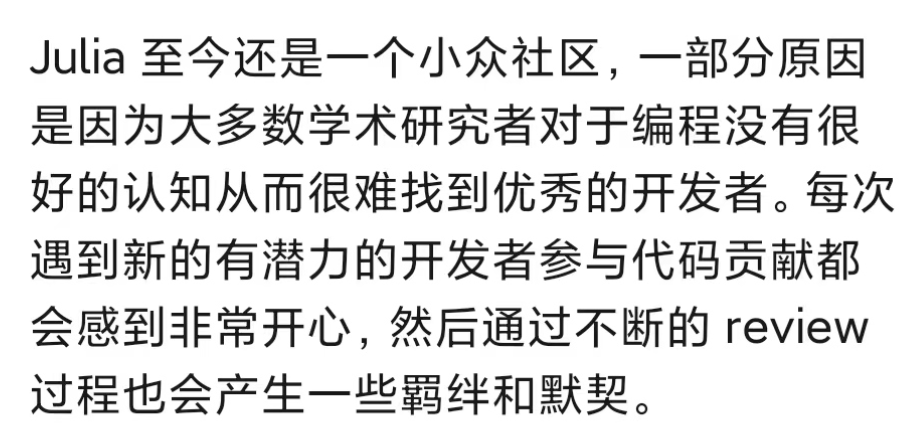 Julia 至今还是一个小众社区，一部分原因
是因为大多数学术研究者对于编程没有很
好的认知从而很难找到优秀的开发者。每次
遇到新的有潜力的开发者参与代码贡献都
会感到非常开心，然后通过不断的 review
过程也会产生一些羁绊和默契。